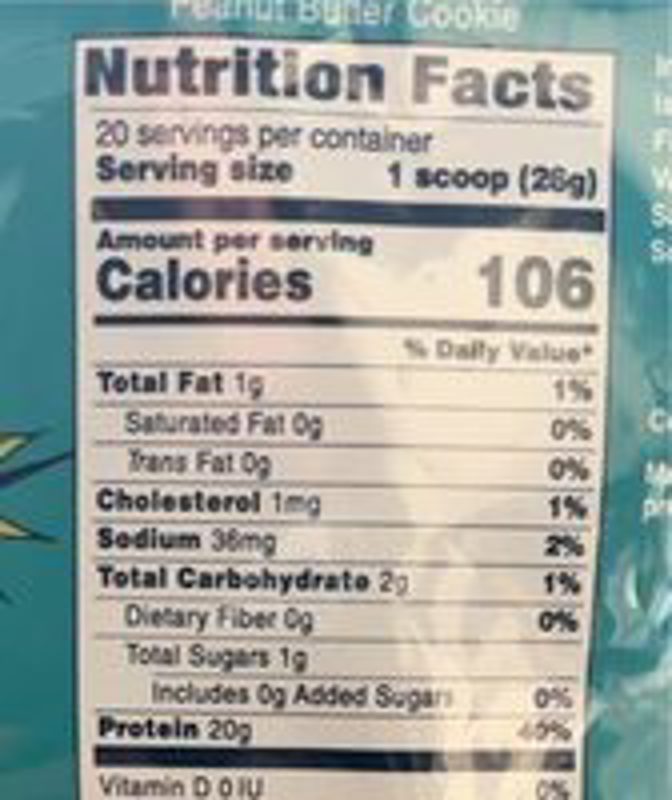 Peanut Butter Cookie
Nutrition Facts
20 servings per container
Serving size 1 scoop (26g)
Amount per serving
Calories 106
% Daily Value*
Total Fat 1g 1%
Saturated Fat 0g 0%
Trans Fat 0g 0%
Cholesterol 1mg 1%
Sodium 36mg 2%
Total Carbohydrate 2g 1%
Dietary Fiber 0g 0%
Total Sugars 1g
Includes 0g Added Sugars 0%
Protein 20g 40%
Vitamin D 0 IU 0%